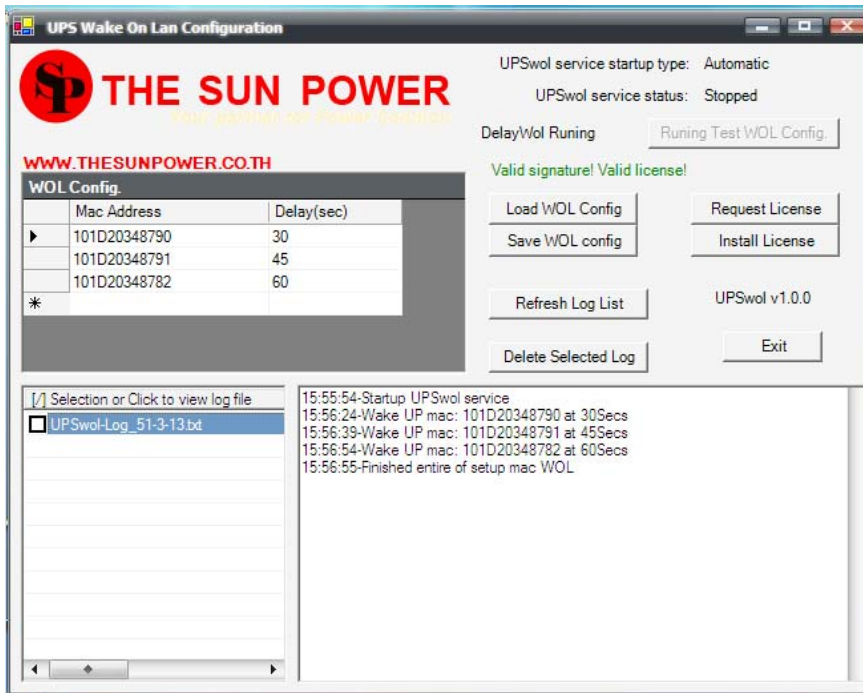 UPS Wake On Lan Configuration
SP THE SUN POWER
Your partner for Power Solution
WWW.THESUNPOWER.CO.TH
UPSwol service startup type: Automatic
UPSwol service status: Stopped
DelayWol Runing Runing Test WOL Config.
Valid signature! Valid license!
WOL Config.
Mac Address Delay(sec)
101D20348790 30
101D20348791 45
101D20348782 60
Load WOL Config Request License
Save WOL config Install License
Refresh Log List UPSwol v1.0.0
Delete Selected Log Exit
[/] Selection or Click to view log file
UPSwol-Log_51-3-13.txt
15:55:54-Startup UPSwol service
15:56:24-Wake UP mac: 101D20348790 at 30Secs
15:56:39-Wake UP mac: 101D20348791 at 45Secs
15:56:54-Wake UP mac: 101D20348782 at 60Secs
15:56:55-Finished entire of setup mac WOL